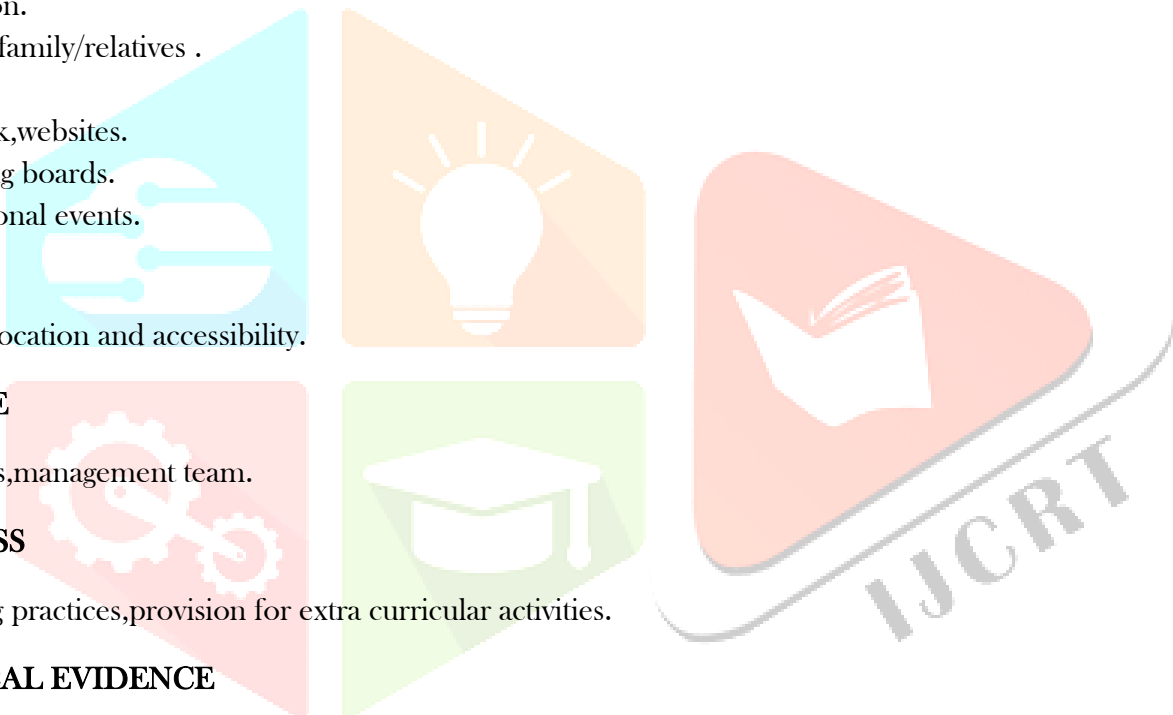 on.
family/relatives .
k,websites.
g boards.
onal events.
ocation and accessibility.
E
s,management team.
SS
g practices,provision for extra curricular activities.
AL EVIDENCE
IJCRT